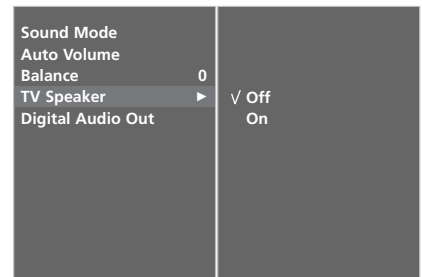 Sound Mode
Auto Volume
Balance 0
TV Speaker ►
Digital Audio Out
√ Off
On